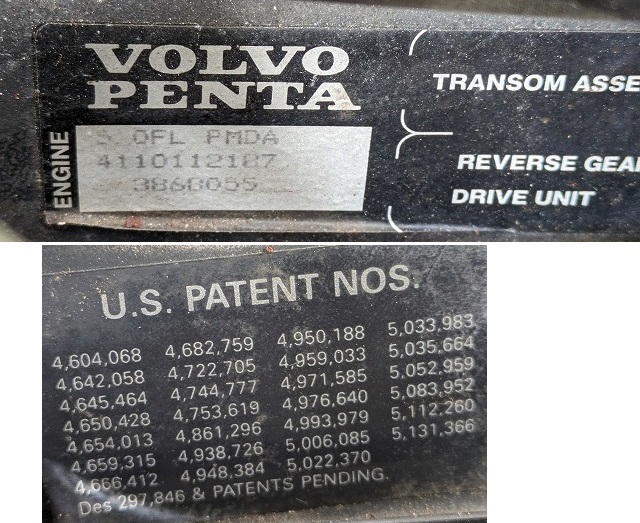 VOLVO
PENTA
ENGINE
5.0FL PMDA
4110112187
3868055
TRANSOM ASSE
REVERSE GEAR
DRIVE UNIT
U.S. PATENT NOS.
4,604,068 4,682,759 4,950,188 5,033,983
4,642,058 4,722,705 4,959,033 5,035,664
4,645,464 4,744,777 4,971,585 5,052,959
4,650,428 4,753,619 4,976,640 5,083,952
4,654,013 4,861,296 4,993,979 5,112,260
4,659,315 4,938,726 5,006,085 5,131,366
4,666,412 4,948,384 5,022,370
Des 297,846 & PATENTS PENDING.